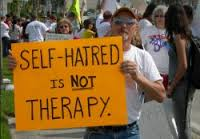 SELF-HATRED
IS NOT
THERAPY.